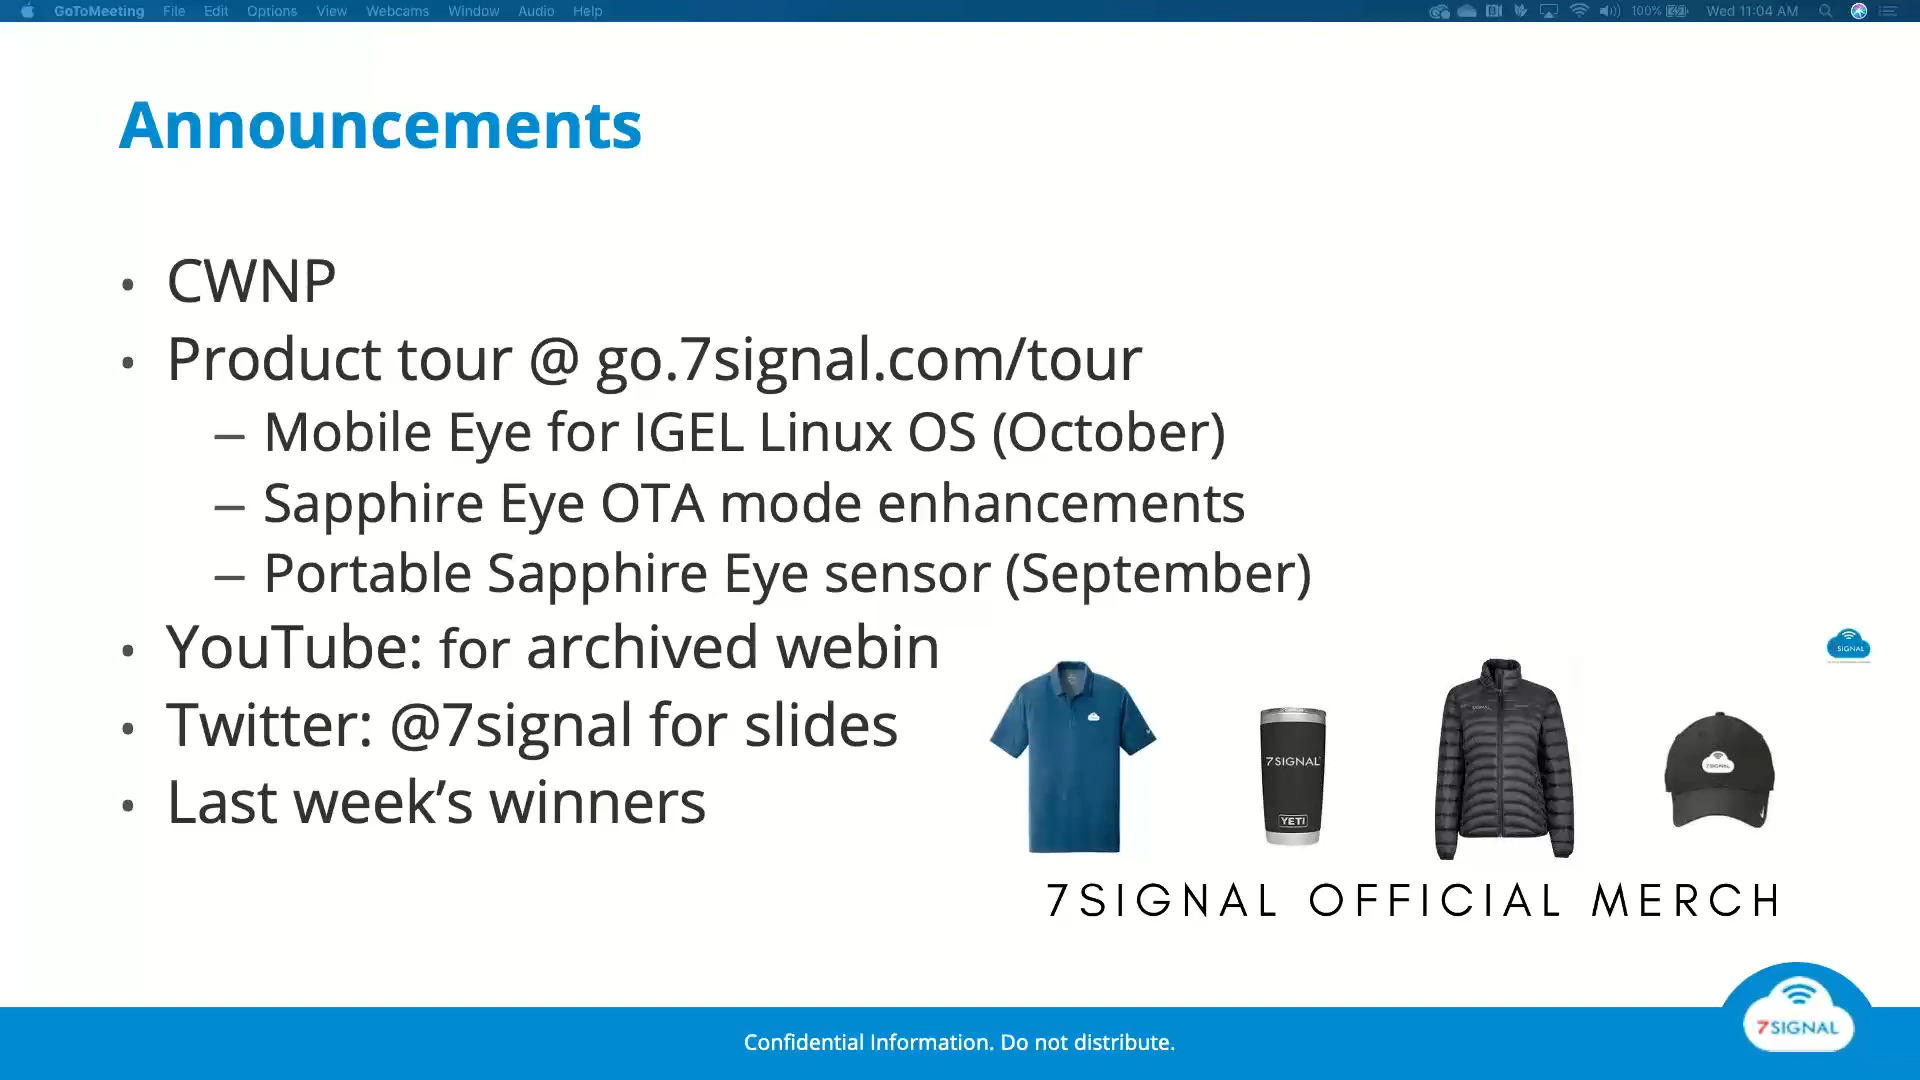 GoToMeeting File Edit Options View Webcams Window Audio Help 100% Wed 11:04 AM
Announcements
• CWNP
• Product tour @ go.7signal.com/tour
– Mobile Eye for IGEL Linux OS (October)
– Sapphire Eye OTA mode enhancements
– Portable Sapphire Eye sensor (September)
• YouTube: for archived webin
• Twitter: @7signal for slides
• Last week’s winners
SIGNAL
7SIGNAL
YETI
SIGNAL
7SIGNAL
7SIGNAL OFFICIAL MERCH
Confidential Information. Do not distribute.
7SIGNAL